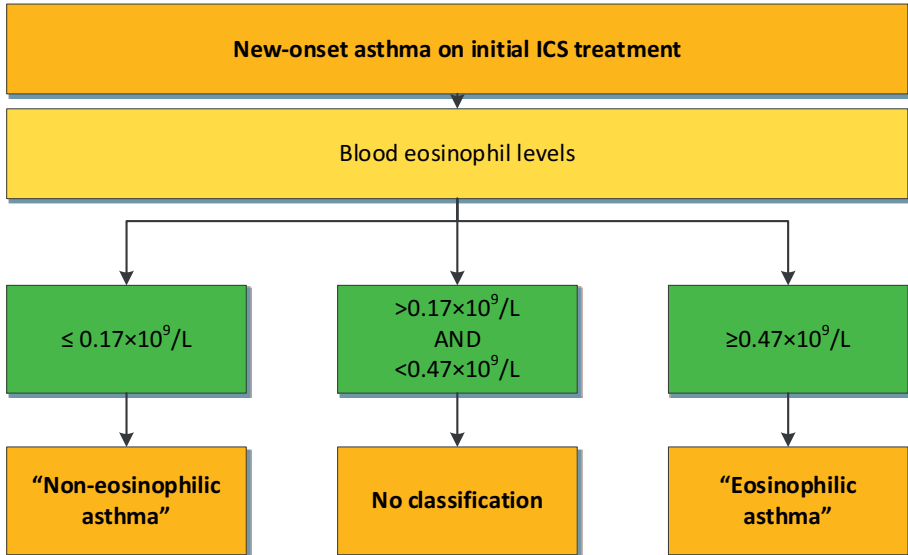 New-onset asthma on initial ICS treatment
Blood eosinophil levels
≤ 0.17×10⁹/L
>0.17×10⁹/L
AND
<0.47×10⁹/L
≥0.47×10⁹/L
“Non-eosinophilic
asthma”
No classification
“Eosinophilic
asthma”